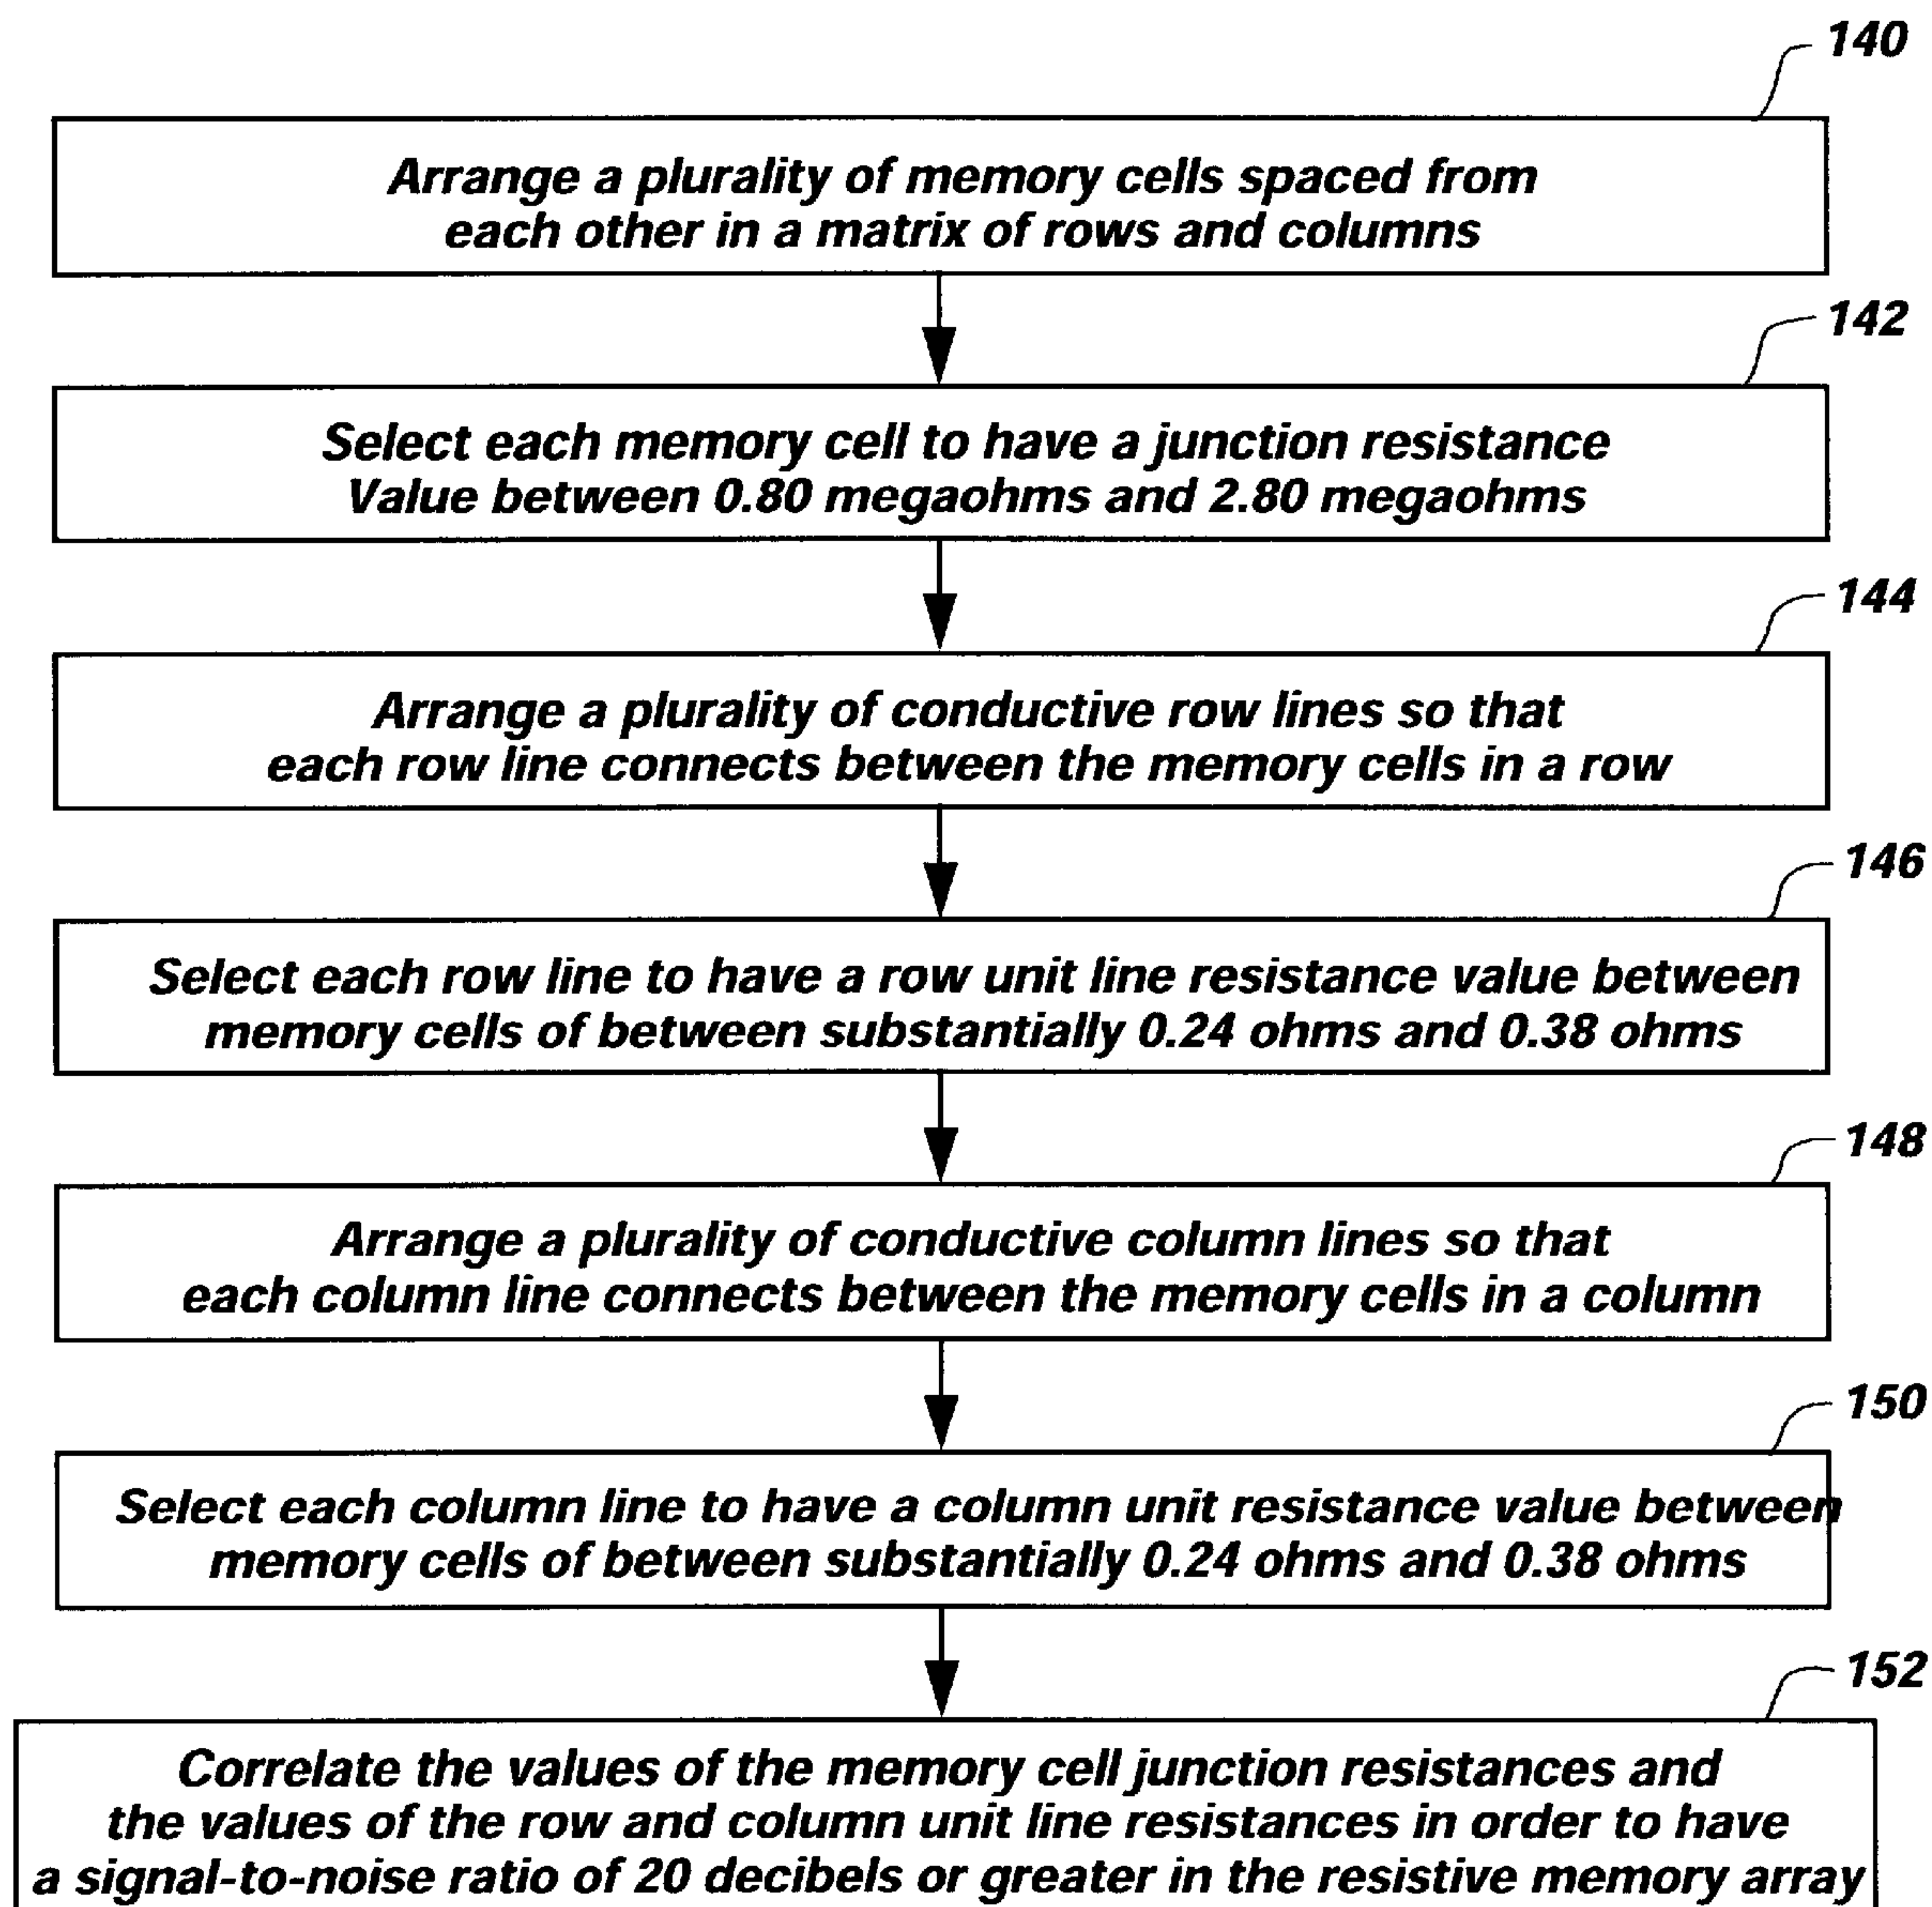 140
Arrange a plurality of memory cells spaced from
each other in a matrix of rows and columns
142
Select each memory cell to have a junction resistance
Value between 0.80 megaohms and 2.80 megaohms
144
Arrange a plurality of conductive row lines so that
each row line connects between the memory cells in a row
146
Select each row line to have a row unit line resistance value between
memory cells of between substantially 0.24 ohms and 0.38 ohms
148
Arrange a plurality of conductive column lines so that
each column line connects between the memory cells in a column
150
Select each column line to have a column unit resistance value between
memory cells of between substantially 0.24 ohms and 0.38 ohms
152
Correlate the values of the memory cell junction resistances and
the values of the row and column unit line resistances in order to have
a signal-to-noise ratio of 20 decibels or greater in the resistive memory array